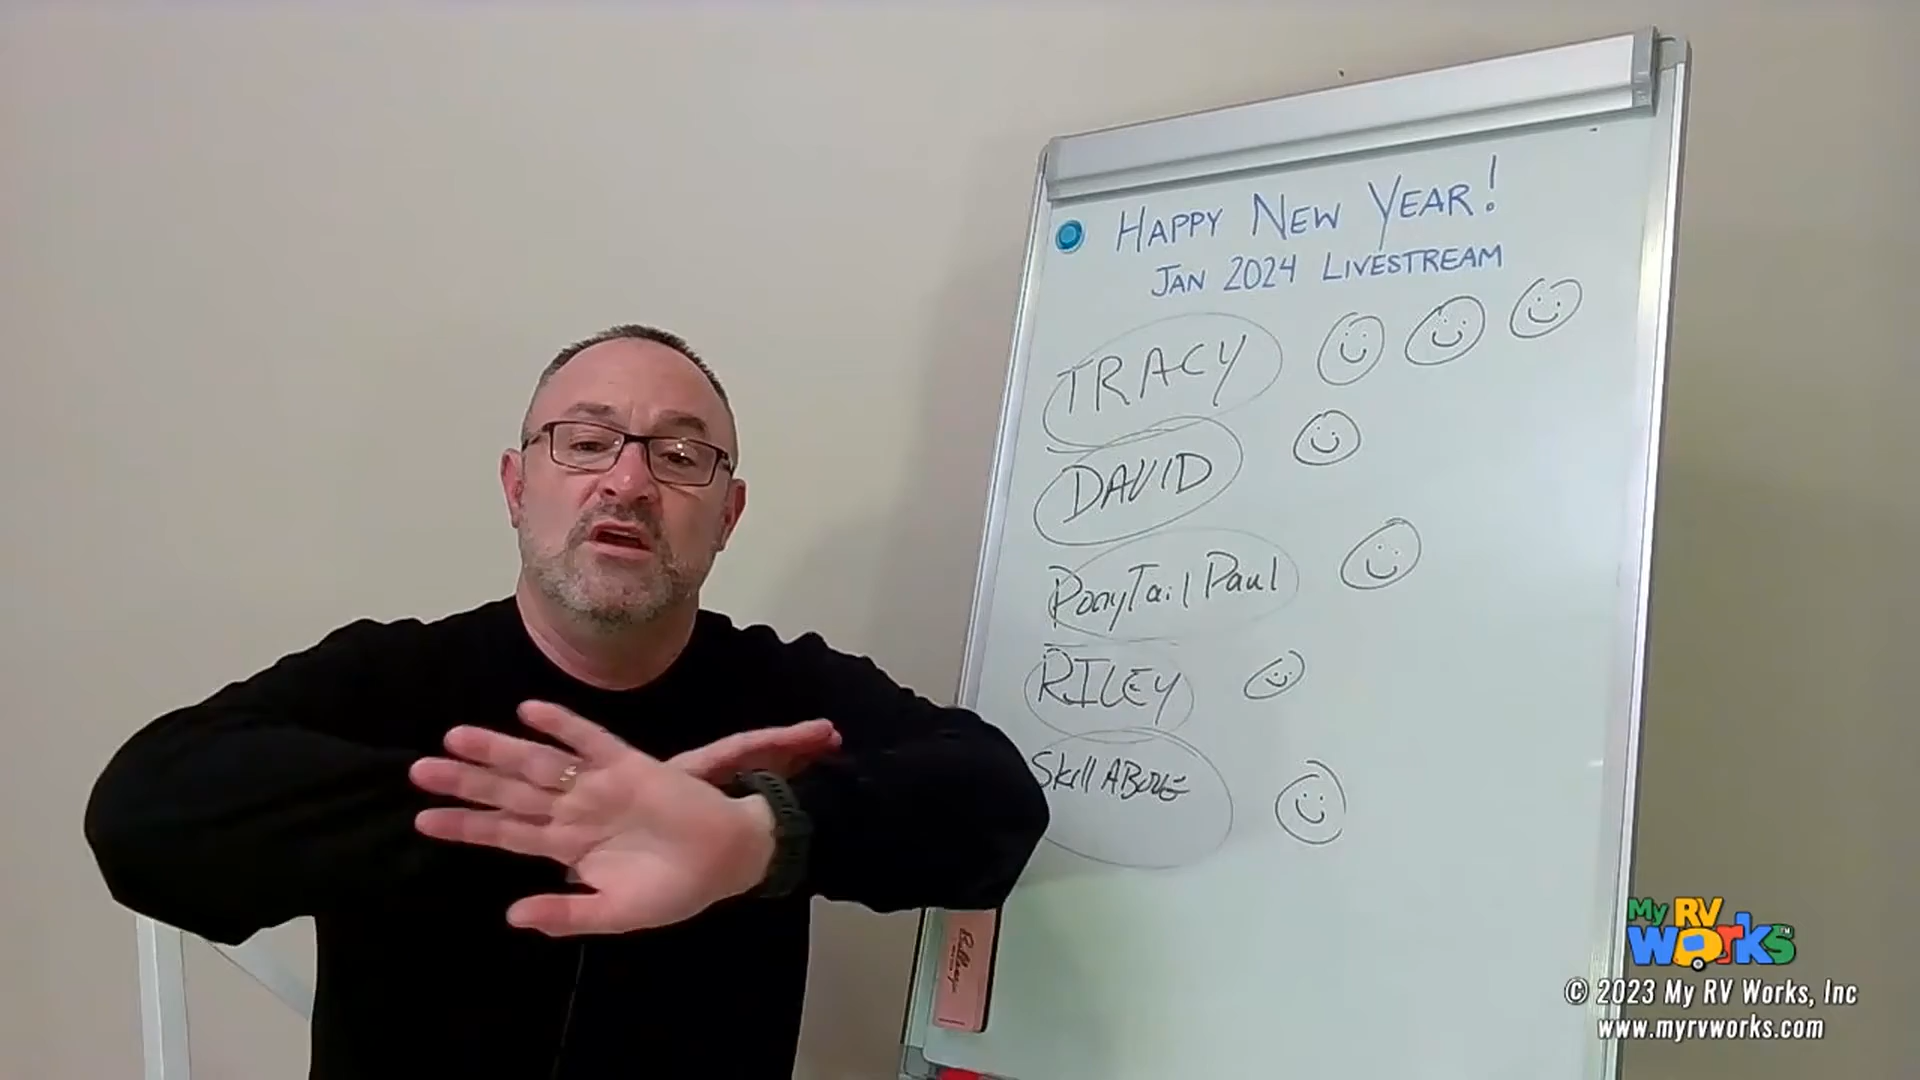 HAPPY NEW YEAR!
JAN 2024 LIVESTREAM
TRACY
DAVID
PonyTail Paul
RILEY
Skill ABOVE
My RV
WORKS™
© 2023 My RV Works, Inc
www.myrvworks.com